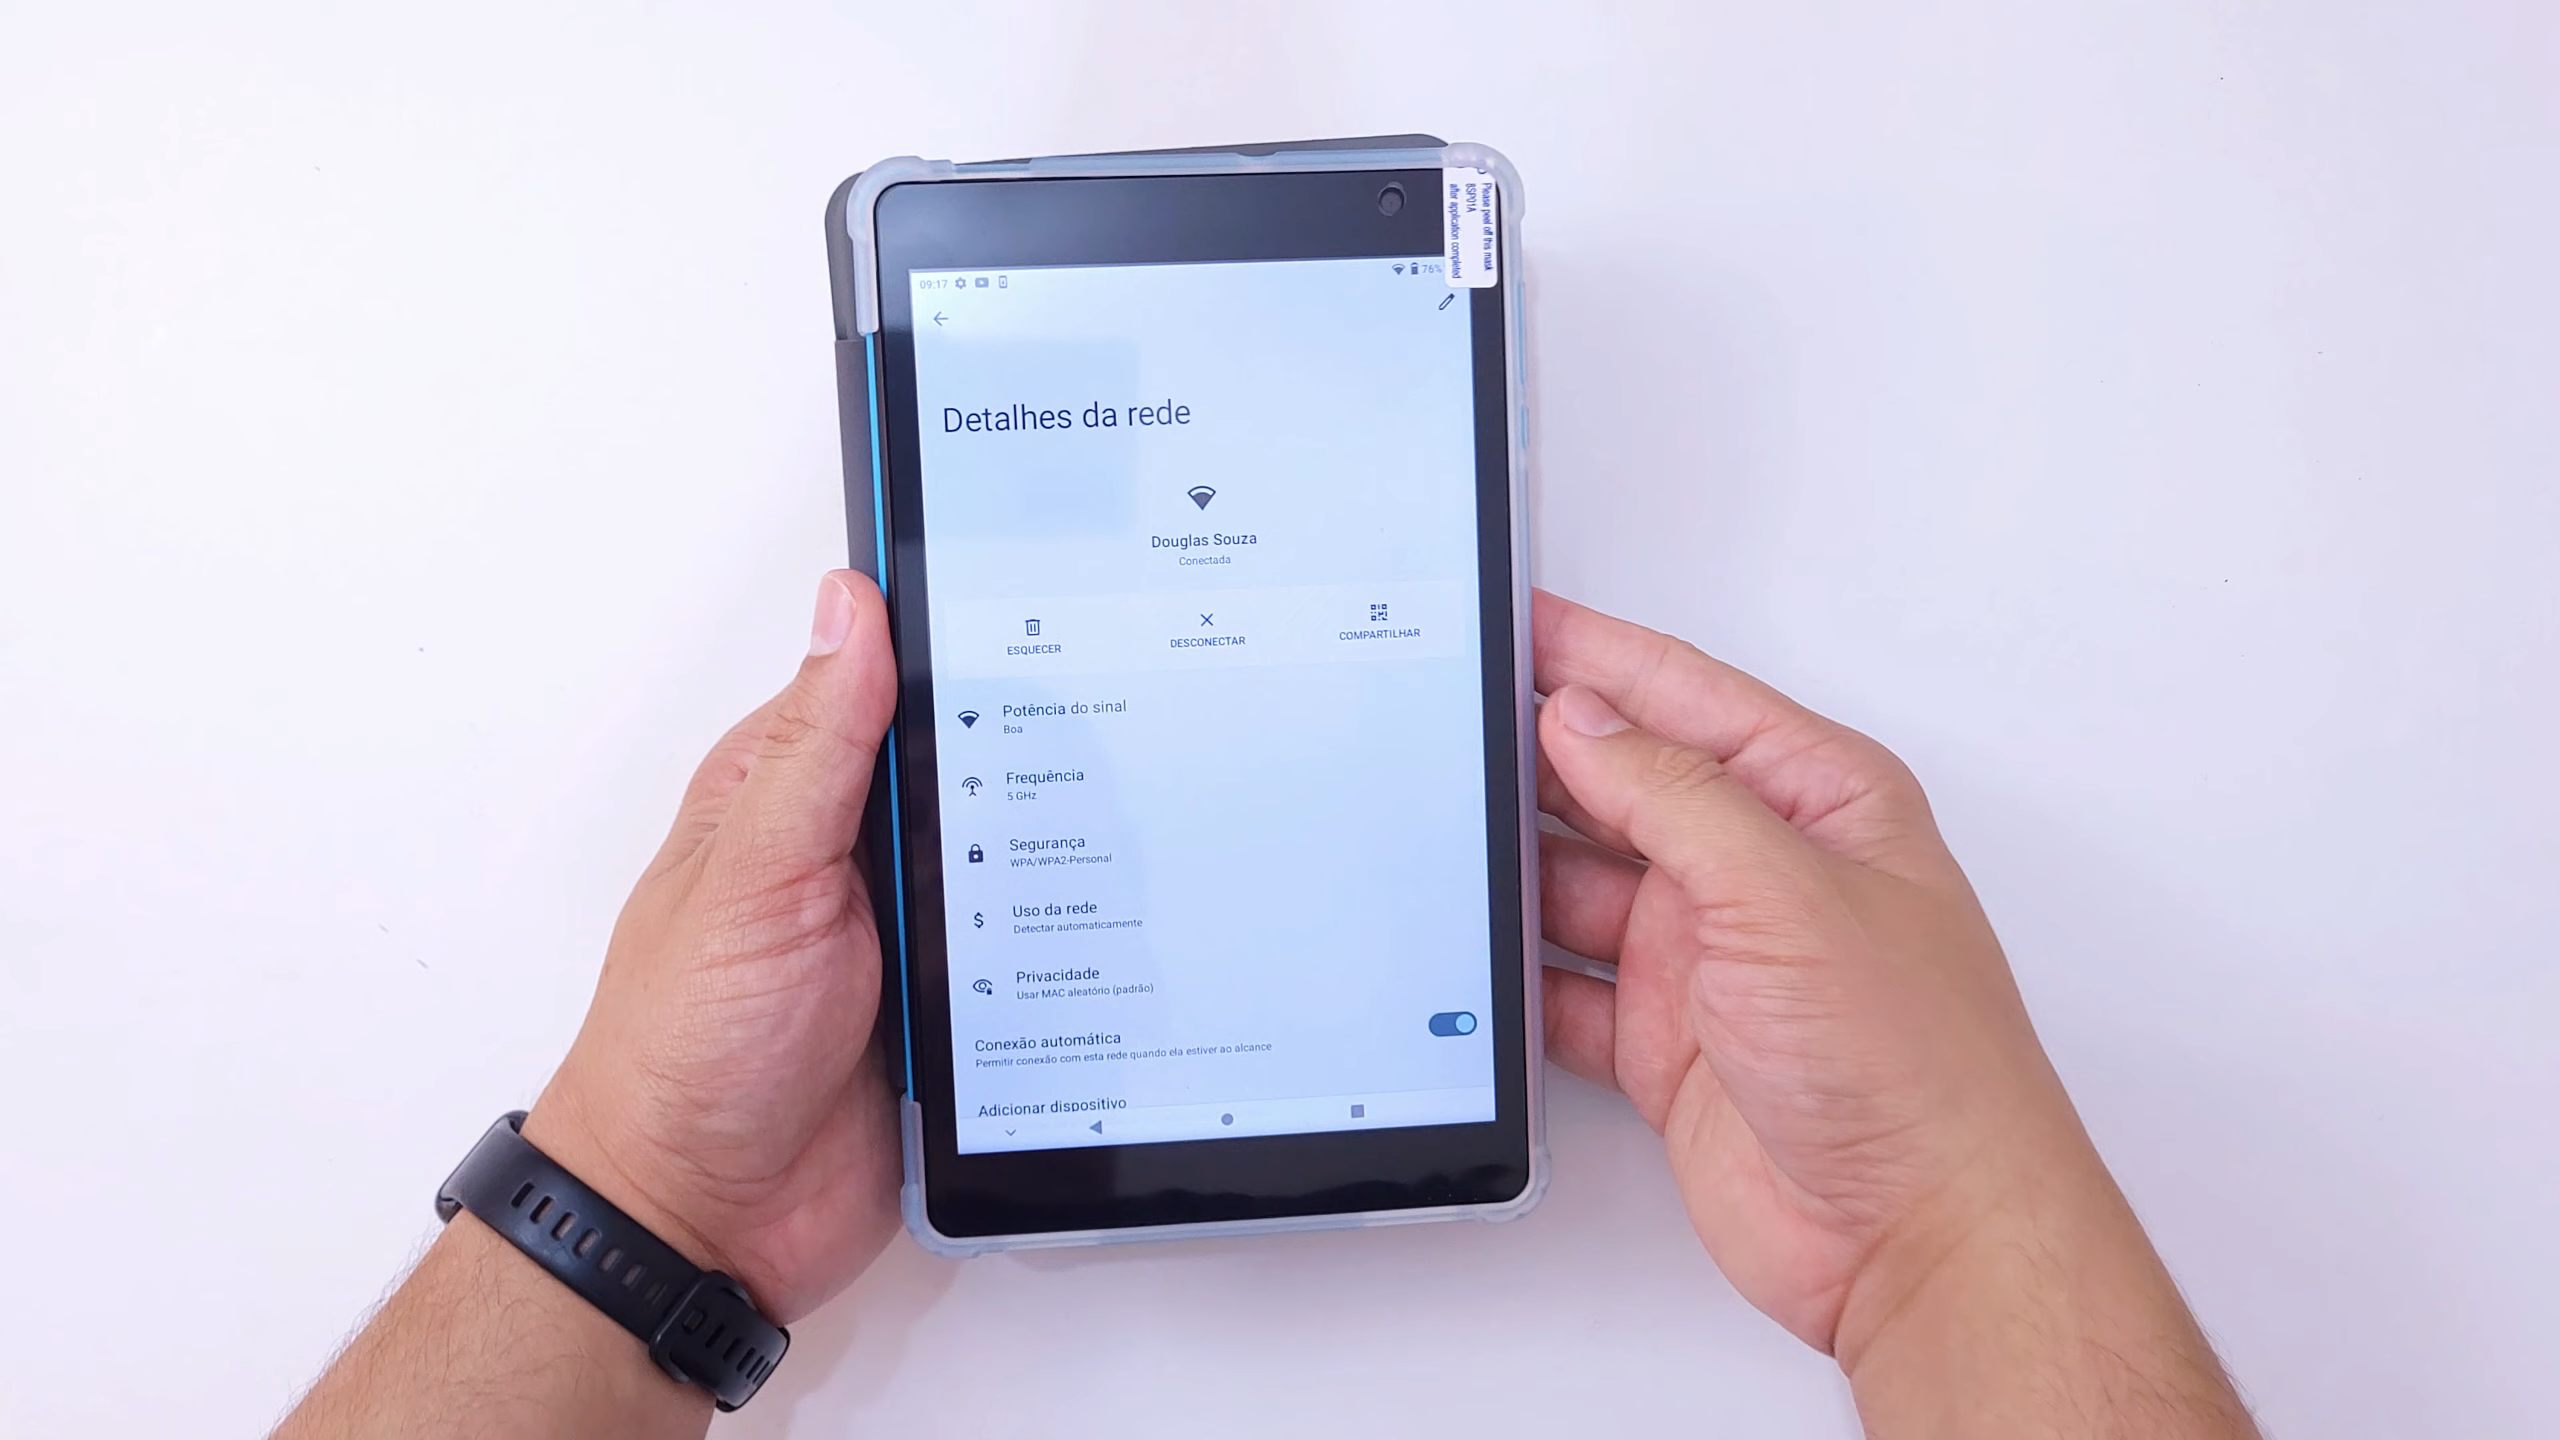 Please peel off this mask
BSP01A
after application completed
09:17
76%
Detalhes da rede
Douglas Souza
Conectada
ESQUECER
DESCONECTAR
COMPARTILHAR
Potência do sinal
Boa
Frequência
5 GHz
Segurança
WPA/WPA2-Personal
Uso da rede
Detectar automaticamente
Privacidade
Usar MAC aleatório (padrão)
Conexão automática
Permitir conexão com esta rede quando ela estiver ao alcance
Adicionar dispositivo